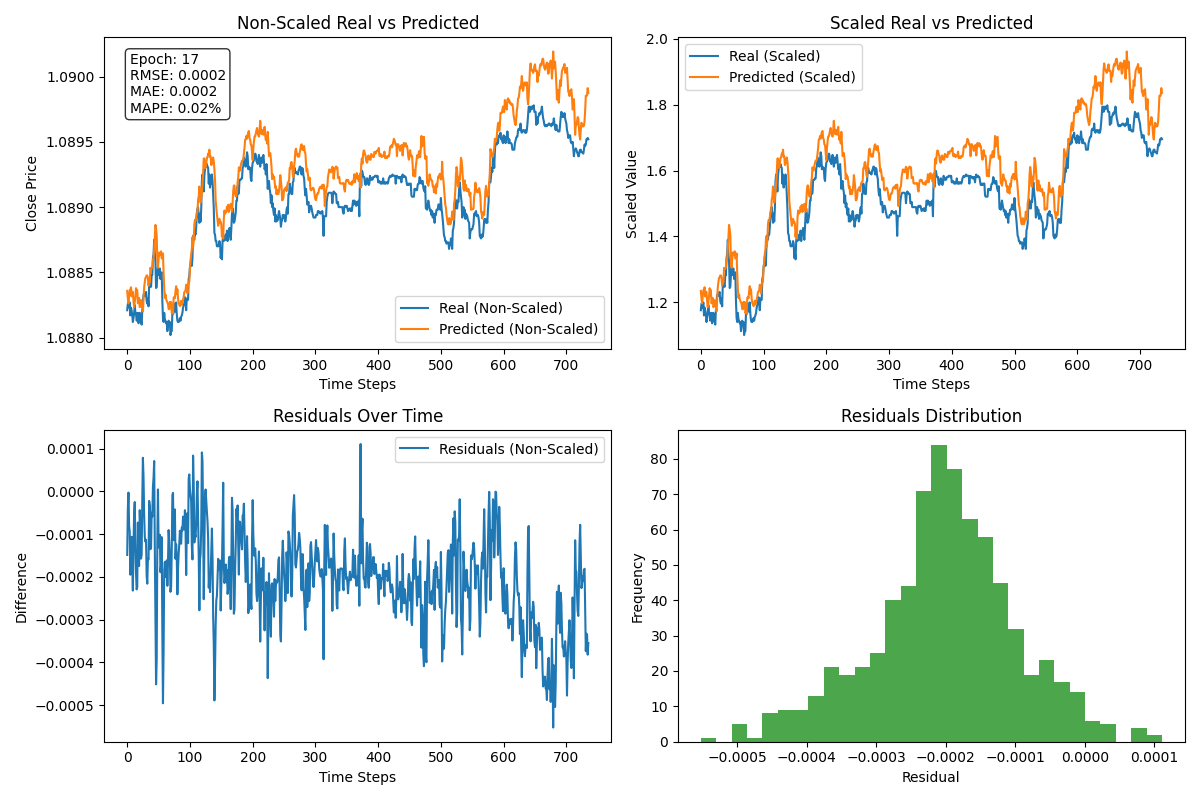 Non-Scaled Real vs Predicted
Epoch: 17
RMSE: 0.0002
MAE: 0.0002
MAPE: 0.02%
Close Price
1.0900
1.0895
1.0890
1.0885
1.0880
Real (Non-Scaled)
Predicted (Non-Scaled)
0 100 200 300 400 500 600 700
Time Steps
Scaled Real vs Predicted
Real (Scaled)
Predicted (Scaled)
Scaled Value
2.0
1.8
1.6
1.4
1.2
0 100 200 300 400 500 600 700
Time Steps
Residuals Over Time
Residuals (Non-Scaled)
Difference
0.0001
0.0000
−0.0001
−0.0002
−0.0003
−0.0004
−0.0005
0 100 200 300 400 500 600 700
Time Steps
Residuals Distribution
Frequency
80
70
60
50
40
30
20
10
0
−0.0005 −0.0004 −0.0003 −0.0002 −0.0001 0.0000 0.0001
Residual